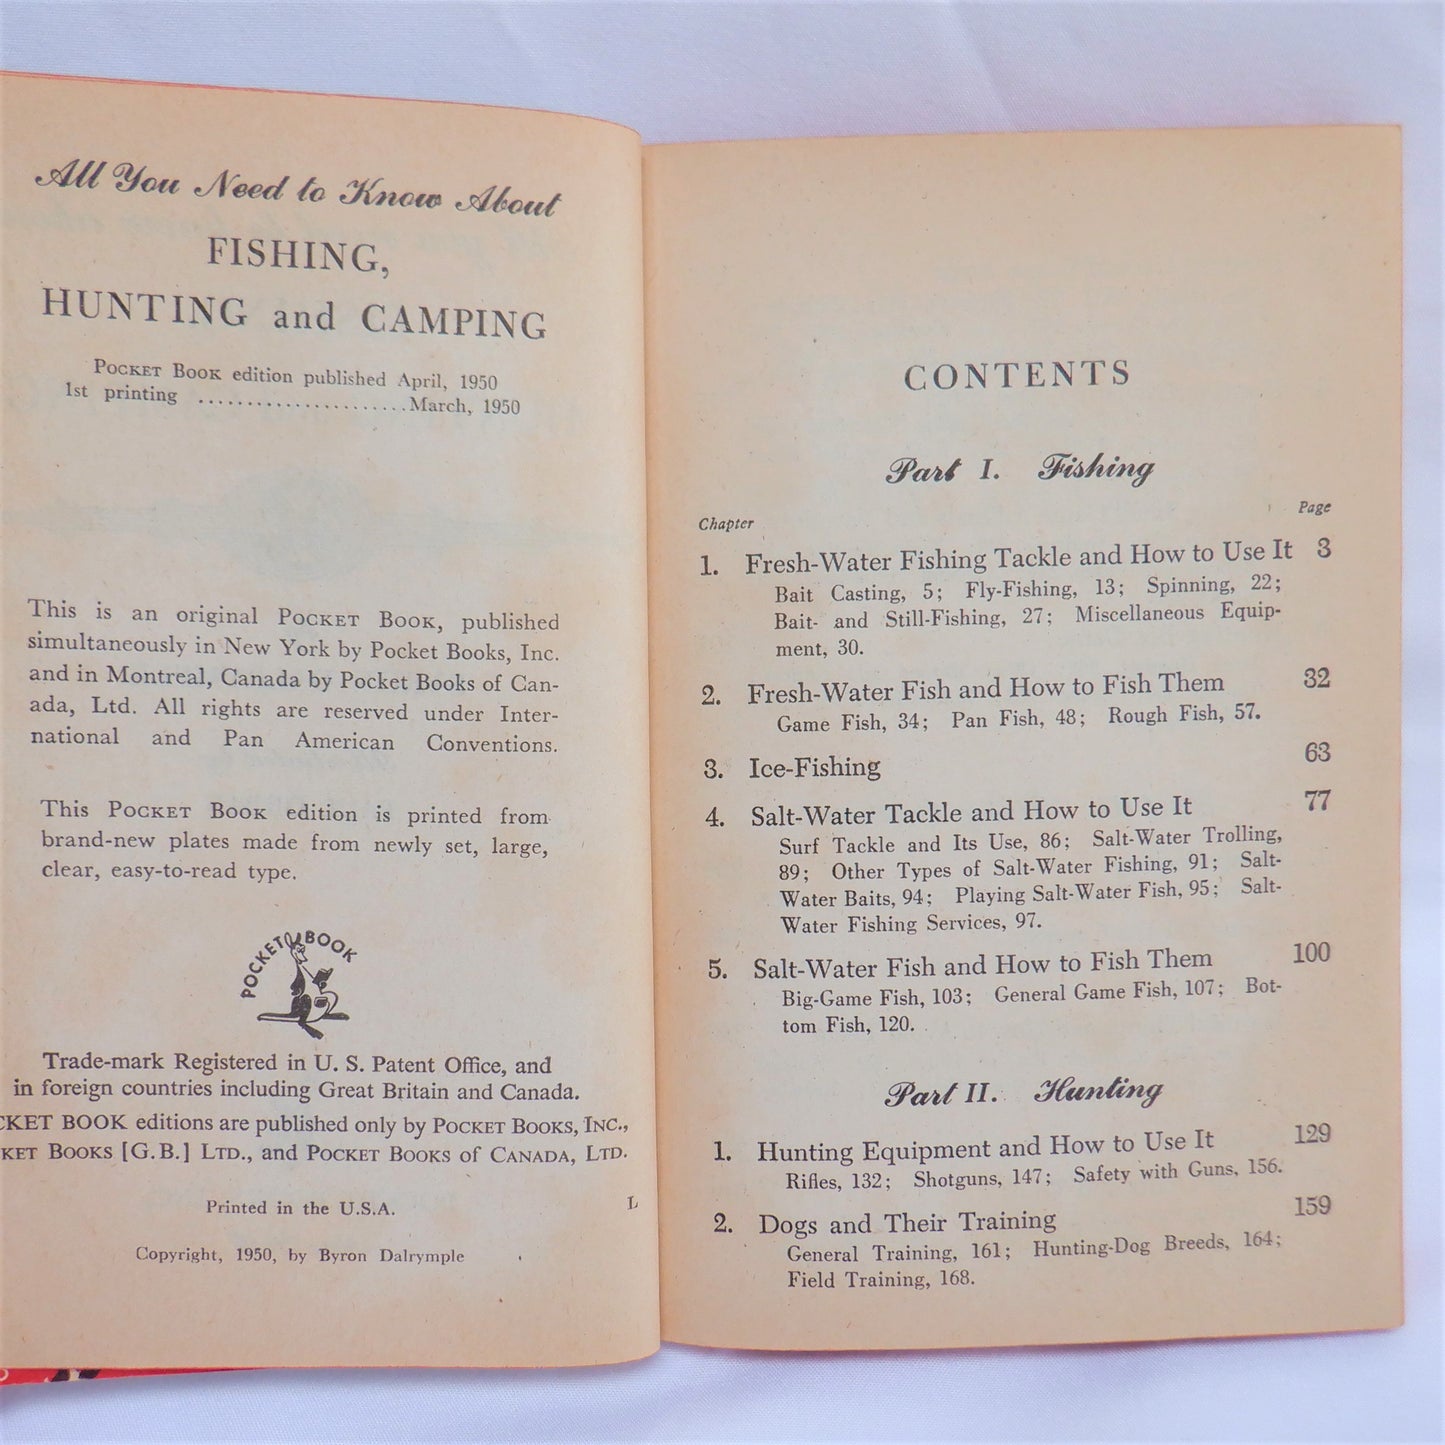 All You Need to Know About
FISHING,
HUNTING and CAMPING
POCKET BOOK edition published April, 1950
1st printing .....................March, 1950
This is an original POCKET BOOK, published
simultaneously in New York by Pocket Books, Inc.
and in Montreal, Canada by Pocket Books of Can-
ada, Ltd. All rights are reserved under Inter-
national and Pan American Conventions.
This POCKET BOOK edition is printed from
brand-new plates made from newly set, large,
clear, easy-to-read type.
POCKET BOOK
Trade-mark Registered in U. S. Patent Office, and
in foreign countries including Great Britain and Canada.
CKET BOOK editions are published only by POCKET BOOKS, INC.,
KET BOOKS [G.B.] LTD., and POCKET BOOKS of CANADA, LTD.
Printed in the U.S.A.
L
Copyright, 1950, by Byron Dalrymple
CONTENTS
Part I. Fishing
Chapter Page
1. Fresh-Water Fishing Tackle and How to Use It 3
Bait Casting, 5; Fly-Fishing, 13; Spinning, 22;
Bait- and Still-Fishing, 27; Miscellaneous Equip-
ment, 30.
2. Fresh-Water Fish and How to Fish Them 32
Game Fish, 34; Pan Fish, 48; Rough Fish, 57.
3. Ice-Fishing 63
4. Salt-Water Tackle and How to Use It 77
Surf Tackle and Its Use, 86; Salt-Water Trolling,
89; Other Types of Salt-Water Fishing, 91; Salt-
Water Baits, 94; Playing Salt-Water Fish, 95; Salt-
Water Fishing Services, 97.
5. Salt-Water Fish and How to Fish Them 100
Big-Game Fish, 103; General Game Fish, 107; Bot-
tom Fish, 120.
Part II. Hunting
1. Hunting Equipment and How to Use It 129
Rifles, 132; Shotguns, 147; Safety with Guns, 156.
2. Dogs and Their Training 159
General Training, 161; Hunting-Dog Breeds, 164;
Field Training, 168.